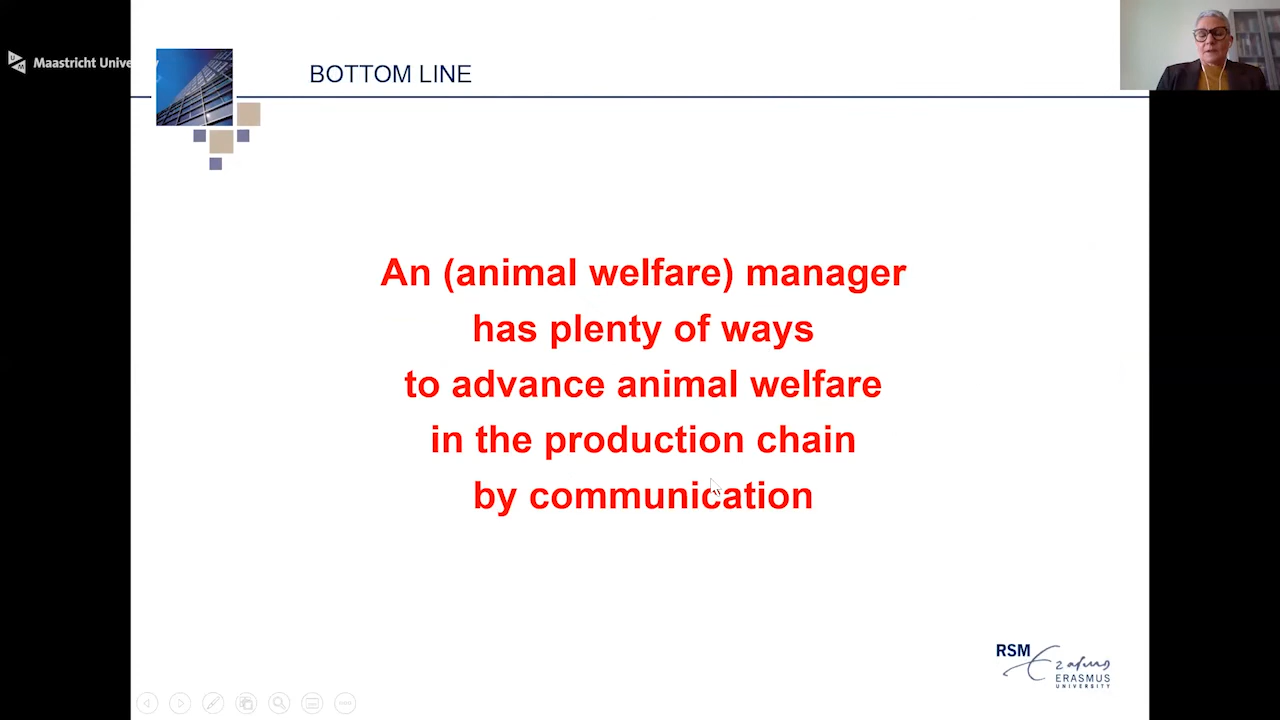 Maastricht Unive
BOTTOM LINE
An (animal welfare) manager
has plenty of ways
to advance animal welfare
in the production chain
by communication
RSM
Erasmus
ERASMUS
UNIVERSITY